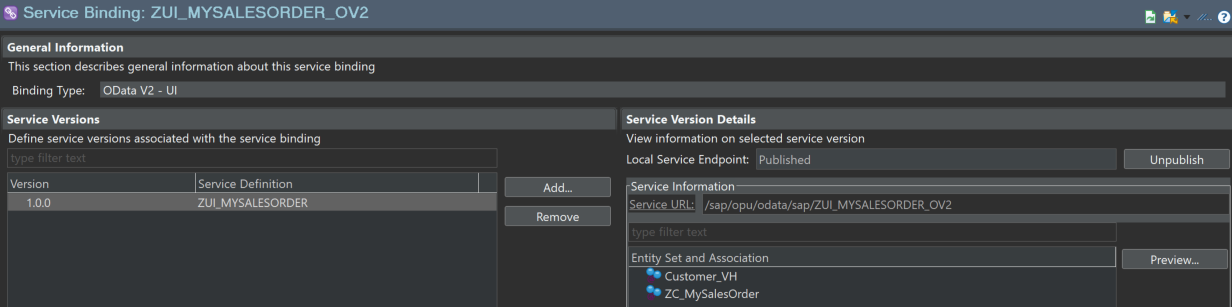 Service Binding: ZUI_MYSALESORDER_OV2
General Information
This section describes general information about this service binding
Binding Type: OData V2 - UI
Service Versions
Define service versions associated with the service binding
type filter text
Version Service Definition
1.0.0 ZUI_MYSALESORDER
Add...
Remove
Service Version Details
View information on selected service version
Local Service Endpoint: Published Unpublish
Service Information
Service URL: /sap/opu/odata/sap/ZUI_MYSALESORDER_OV2
type filter text
Entity Set and Association
Preview...
Customer_VH
ZC_MySalesOrder